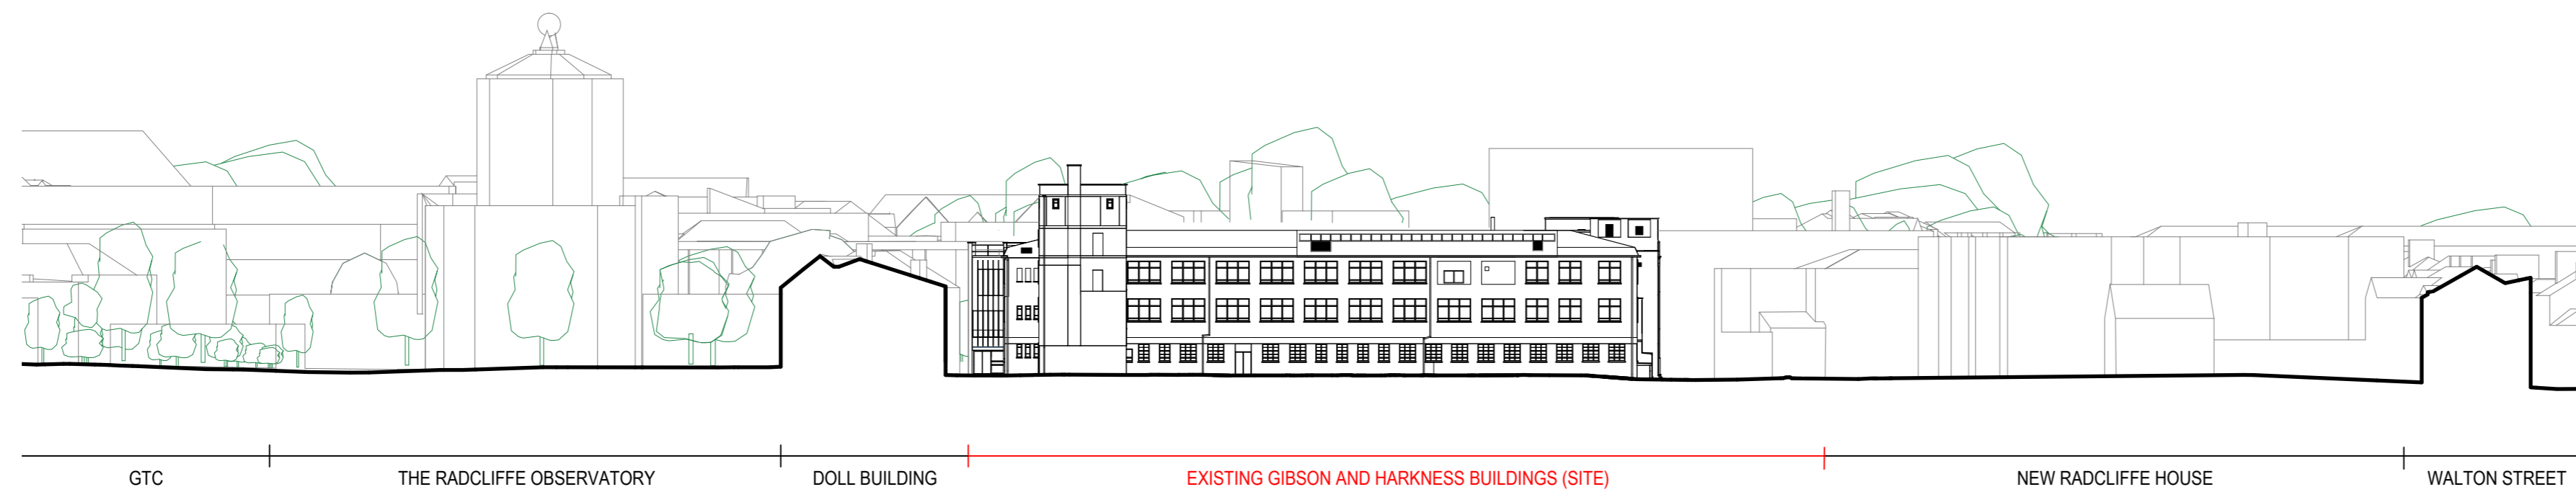 GTC
THE RADCLIFFE OBSERVATORY
DOLL BUILDING
EXISTING GIBSON AND HARKNESS BUILDINGS (SITE)
NEW RADCLIFFE HOUSE
WALTON STREET